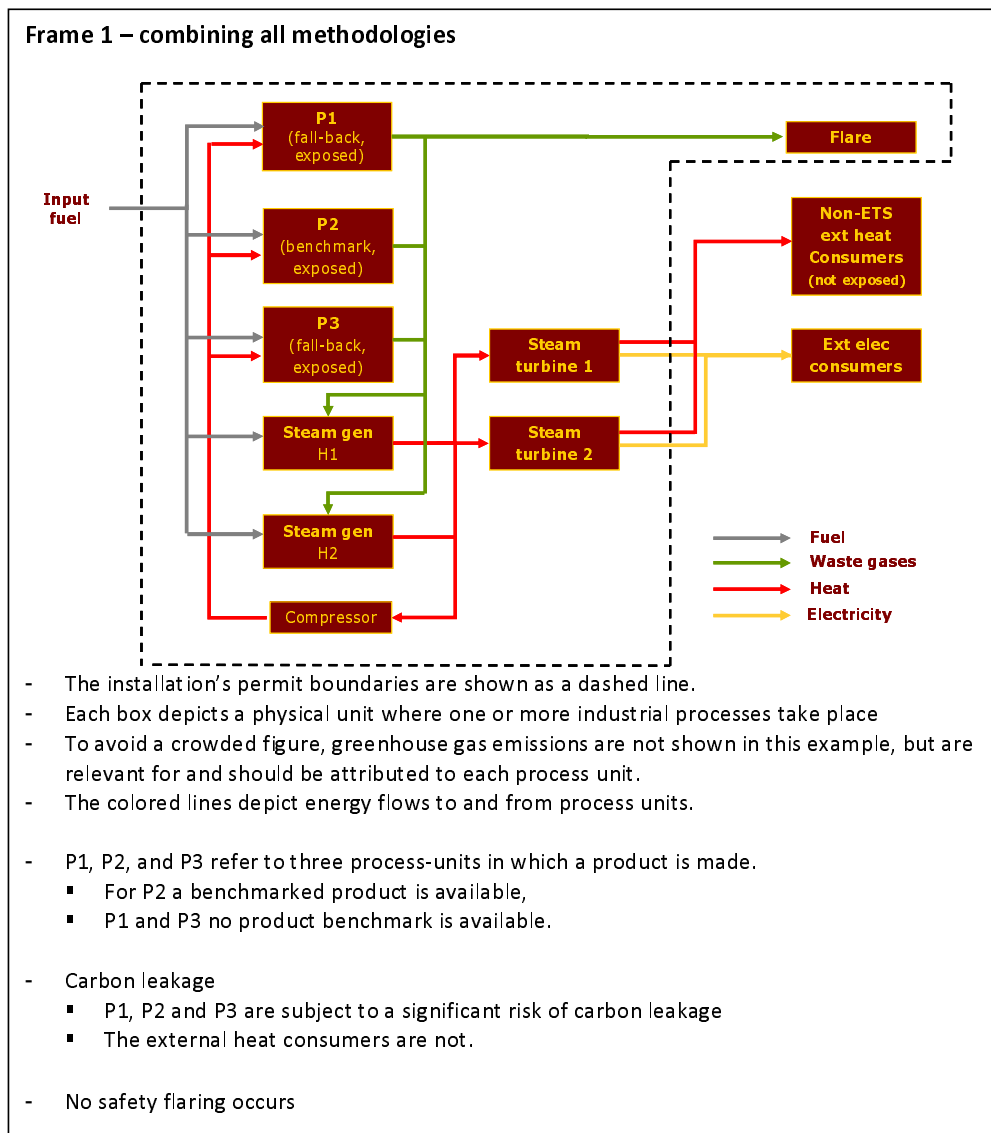 Frame 1 – combining all methodologies
P1
(fall-back,
exposed)
Flare
Input
fuel
P2
(benchmark,
exposed)
Non-ETS
ext heat
Consumers
(not exposed)
P3
(fall-back,
exposed)
Steam
turbine 1
Ext elec
consumers
Steam gen
H1
Steam
turbine 2
Steam gen
H2
Compressor
Fuel
Waste gases
Heat
Electricity
- The installation's permit boundaries are shown as a dashed line.
- Each box depicts a physical unit where one or more industrial processes take place
- To avoid a crowded figure, greenhouse gas emissions are not shown in this example, but are
relevant for and should be attributed to each process unit.
- The colored lines depict energy flows to and from process units.
- P1, P2, and P3 refer to three process-units in which a product is made.
▪ For P2 a benchmarked product is available,
▪ P1 and P3 no product benchmark is available.
- Carbon leakage
▪ P1, P2 and P3 are subject to a significant risk of carbon leakage
▪ The external heat consumers are not.
- No safety flaring occurs